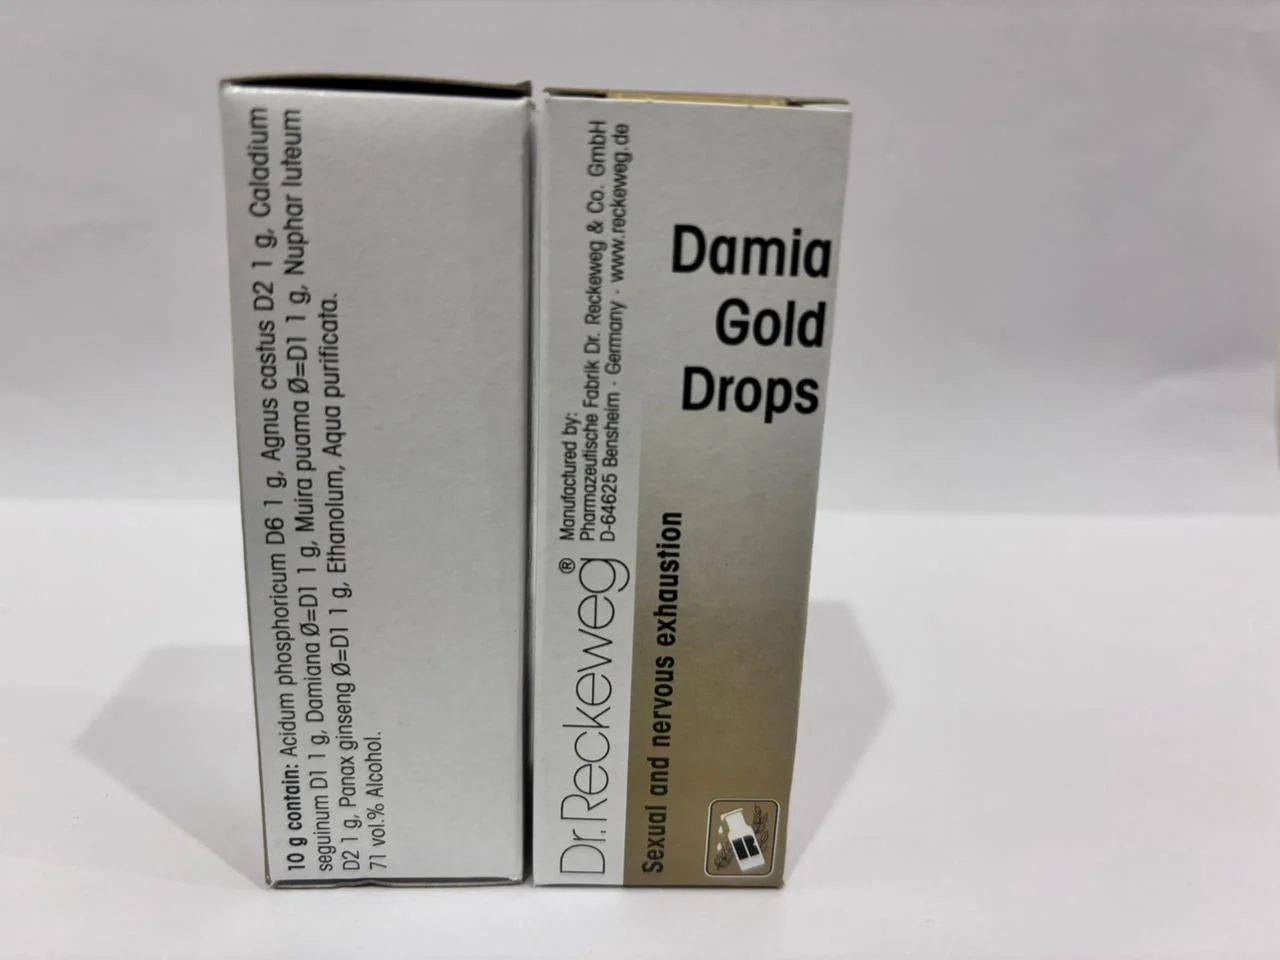 10 g contain: Acidum phosphoricum D6 1 g, Agnus castus D2 1 g, Caladium
seguinum D1 1 g, Damiana Ø=D1 1 g, Muira puama Ø=D1 1 g, Nuphar luteum
D2 1 g, Panax ginseng Ø=D1 1 g, Ethanolum, Aqua purificata.
71 vol.% Alcohol.
Dr.Reckeweg®
Manufactured by:
Pharmazeutische Fabrik Dr. Reckeweg & Co. GmbH
D-64625 Bensheim · Germany · www.reckeweg.de
Damia
Gold
Drops
Sexual and nervous exhaustion
R